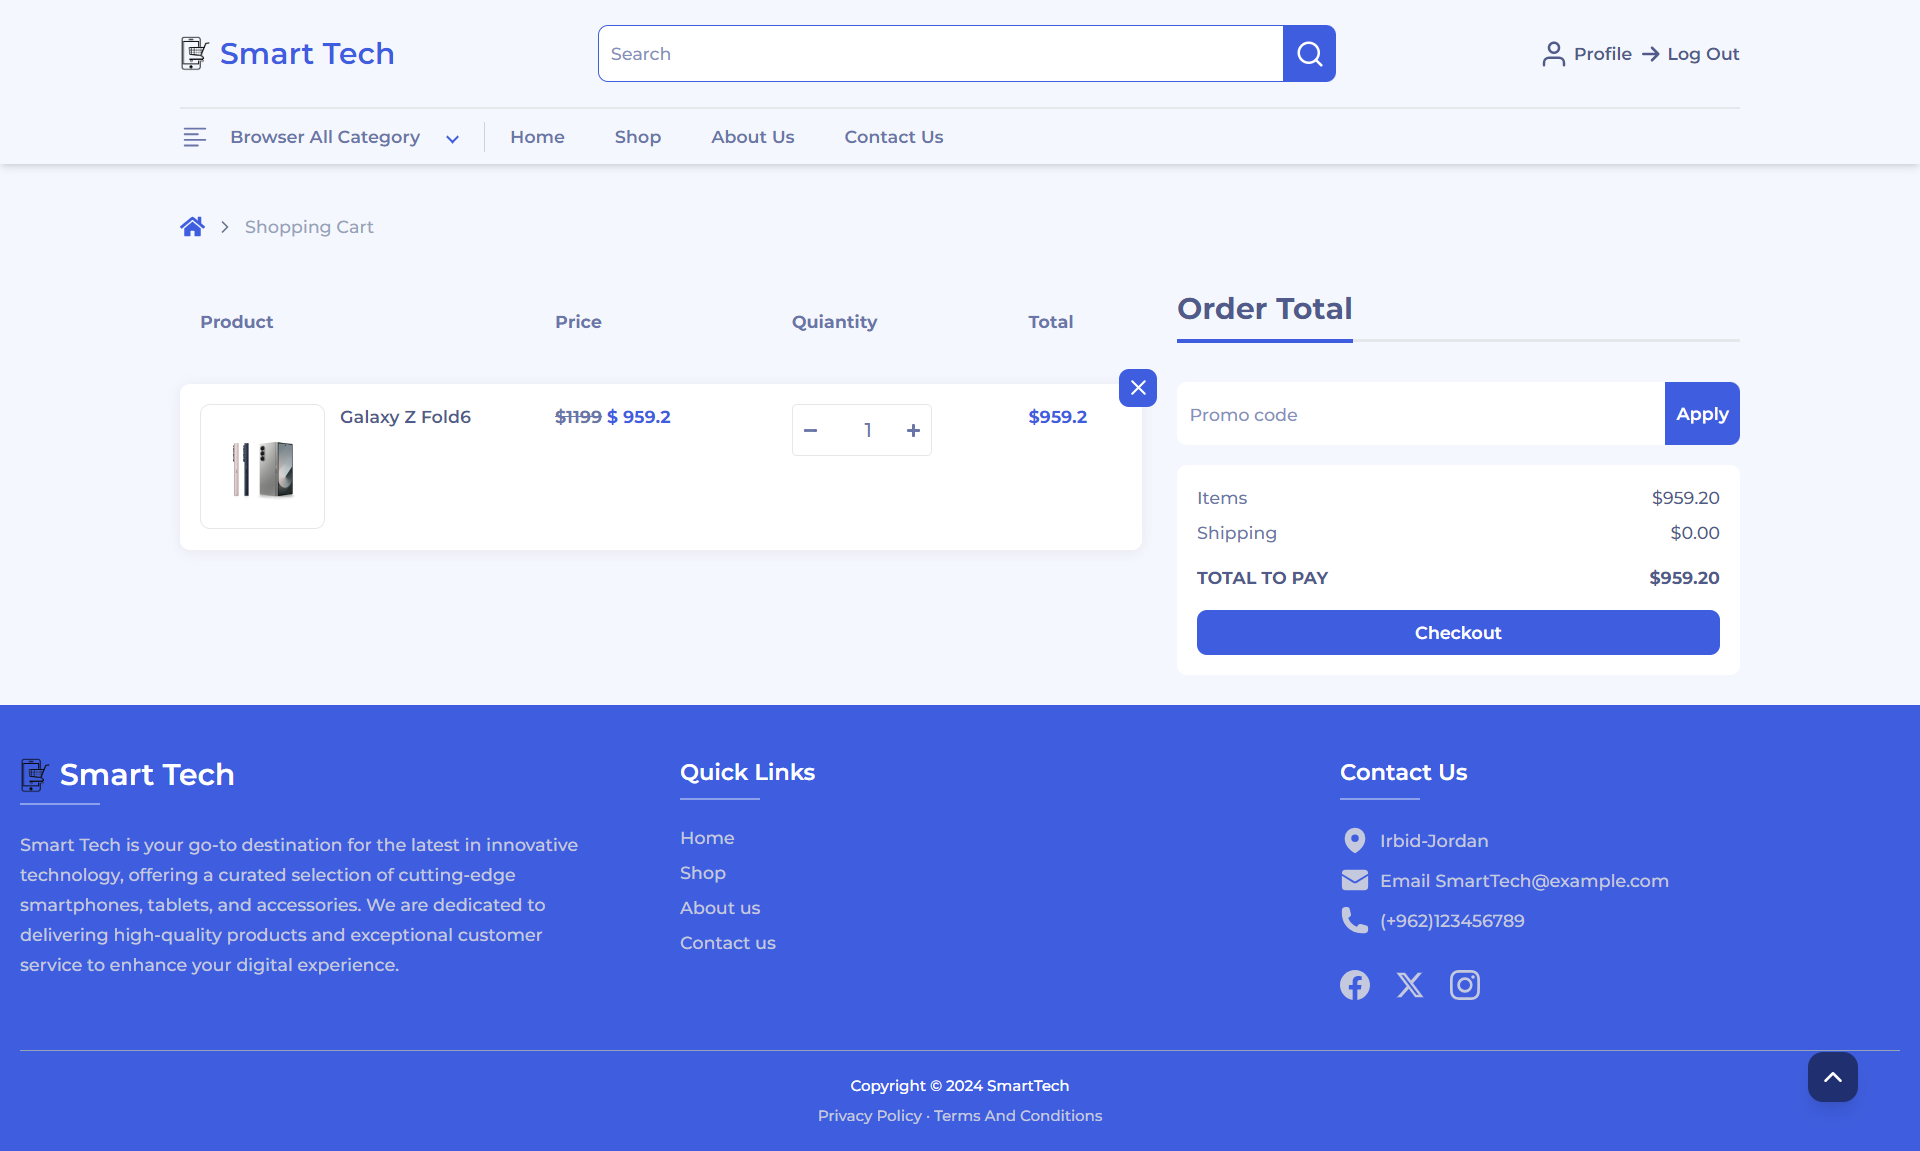 Smart Tech
Search
Profile
Log Out
Browser All Category
Home
Shop
About Us
Contact Us
Shopping Cart
Product
Price
Quiantity
Total
Galaxy Z Fold6
$1199 $ 959.2
1
$959.2
Order Total
Promo code
Apply
Items
$959.20
Shipping
$0.00
TOTAL TO PAY
$959.20
Checkout
Smart Tech
Smart Tech is your go-to destination for the latest in innovative
technology, offering a curated selection of cutting-edge
smartphones, tablets, and accessories. We are dedicated to
delivering high-quality products and exceptional customer
service to enhance your digital experience.
Quick Links
Home
Shop
About us
Contact us
Contact Us
Irbid-Jordan
Email SmartTech@example.com
(+962)123456789
Copyright © 2024 SmartTech
Privacy Policy · Terms And Conditions